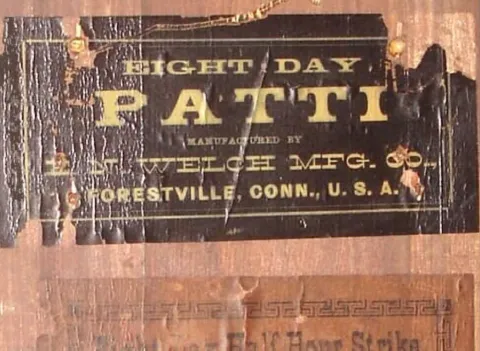 EIGHT DAY
PATTI
MANUFACTURED BY
E. N. WELCH MFG. CO.,
FORESTVILLE, CONN., U. S. A.
Half Hour Strike